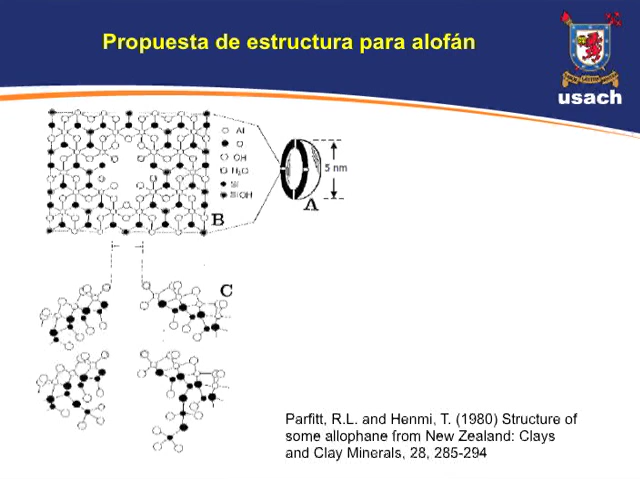 Propuesta de estructura para alofán
usach
Al
O
OH
H₂O
Si
SiOH
B
5 nm
A
C
Parfitt, R.L. and Henmi, T. (1980) Structure of
some allophane from New Zealand: Clays
and Clay Minerals, 28, 285-294